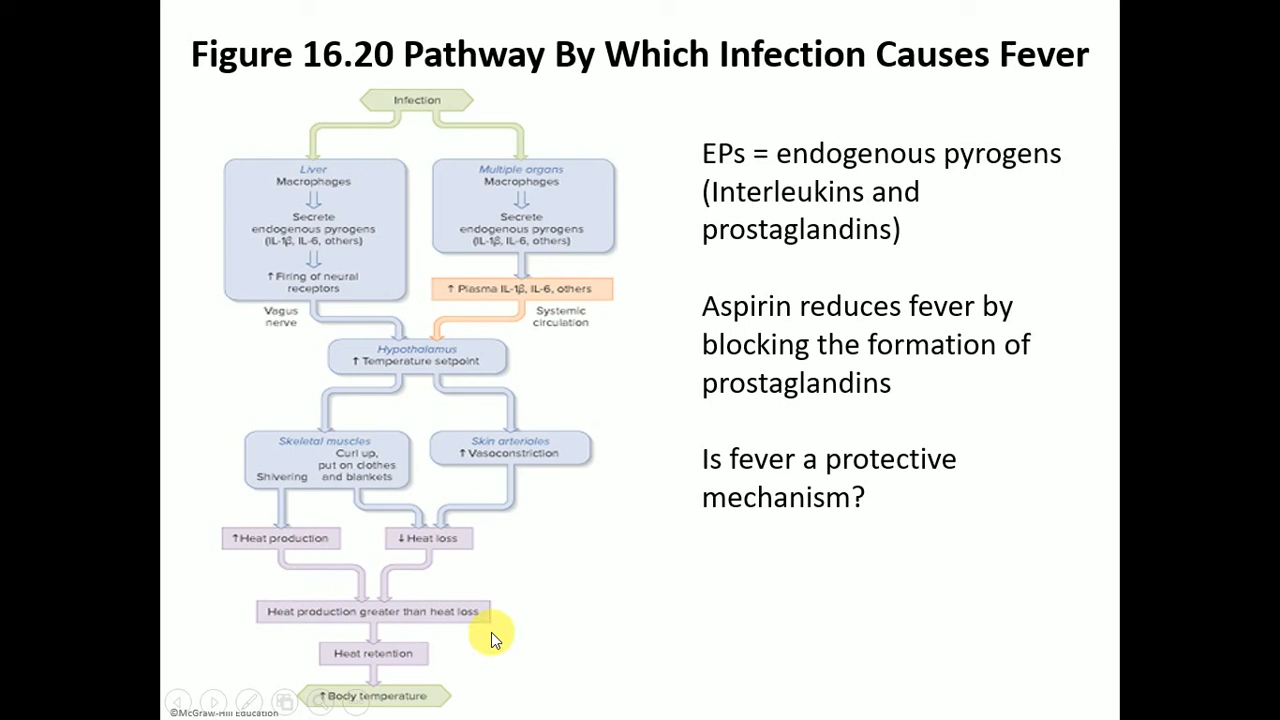 Figure 16.20 Pathway By Which Infection Causes Fever
Infection
Liver
Macrophages
Secrete
endogenous pyrogens
(IL-1β, IL-6, others)
↑Firing of neural
receptors
Multiple organs
Macrophages
Secrete
endogenous pyrogens
(IL-1β, IL-6, others)
↑ Plasma IL-1β, IL-6, others
Vagus
nerve
Systemic
circulation
Hypothalamus
↑ Temperature setpoint
Skeletal muscles
Curl up,
put on clothes
Shivering and blankets
Skin arterioles
↑ Vasoconstriction
↑Heat production
↓Heat loss
Heat production greater than heat loss
Heat retention
↑Body temperature
©McGraw-Hill Education
EPs = endogenous pyrogens
(Interleukins and
prostaglandins)
Aspirin reduces fever by
blocking the formation of
prostaglandins
Is fever a protective
mechanism?